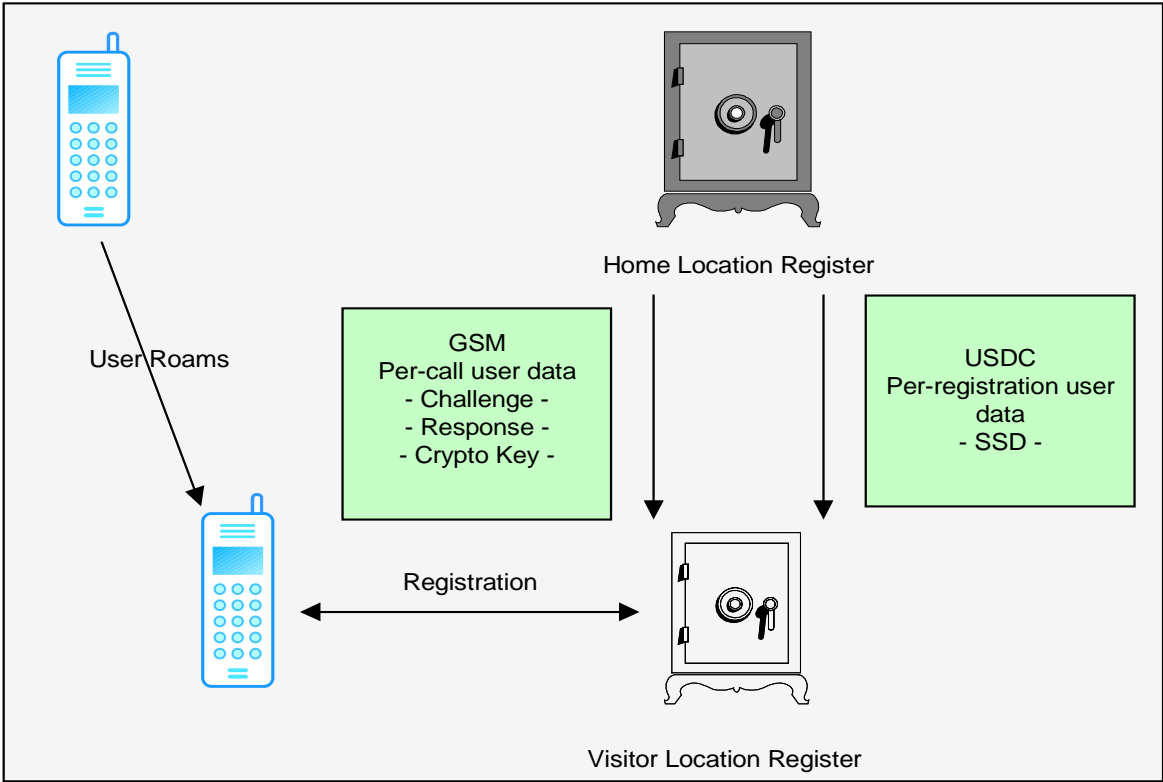 Home Location Register
User Roams
GSM
Per-call user data
- Challenge -
- Response -
- Crypto Key -
USDC
Per-registration user
data
- SSD -
Registration
Visitor Location Register